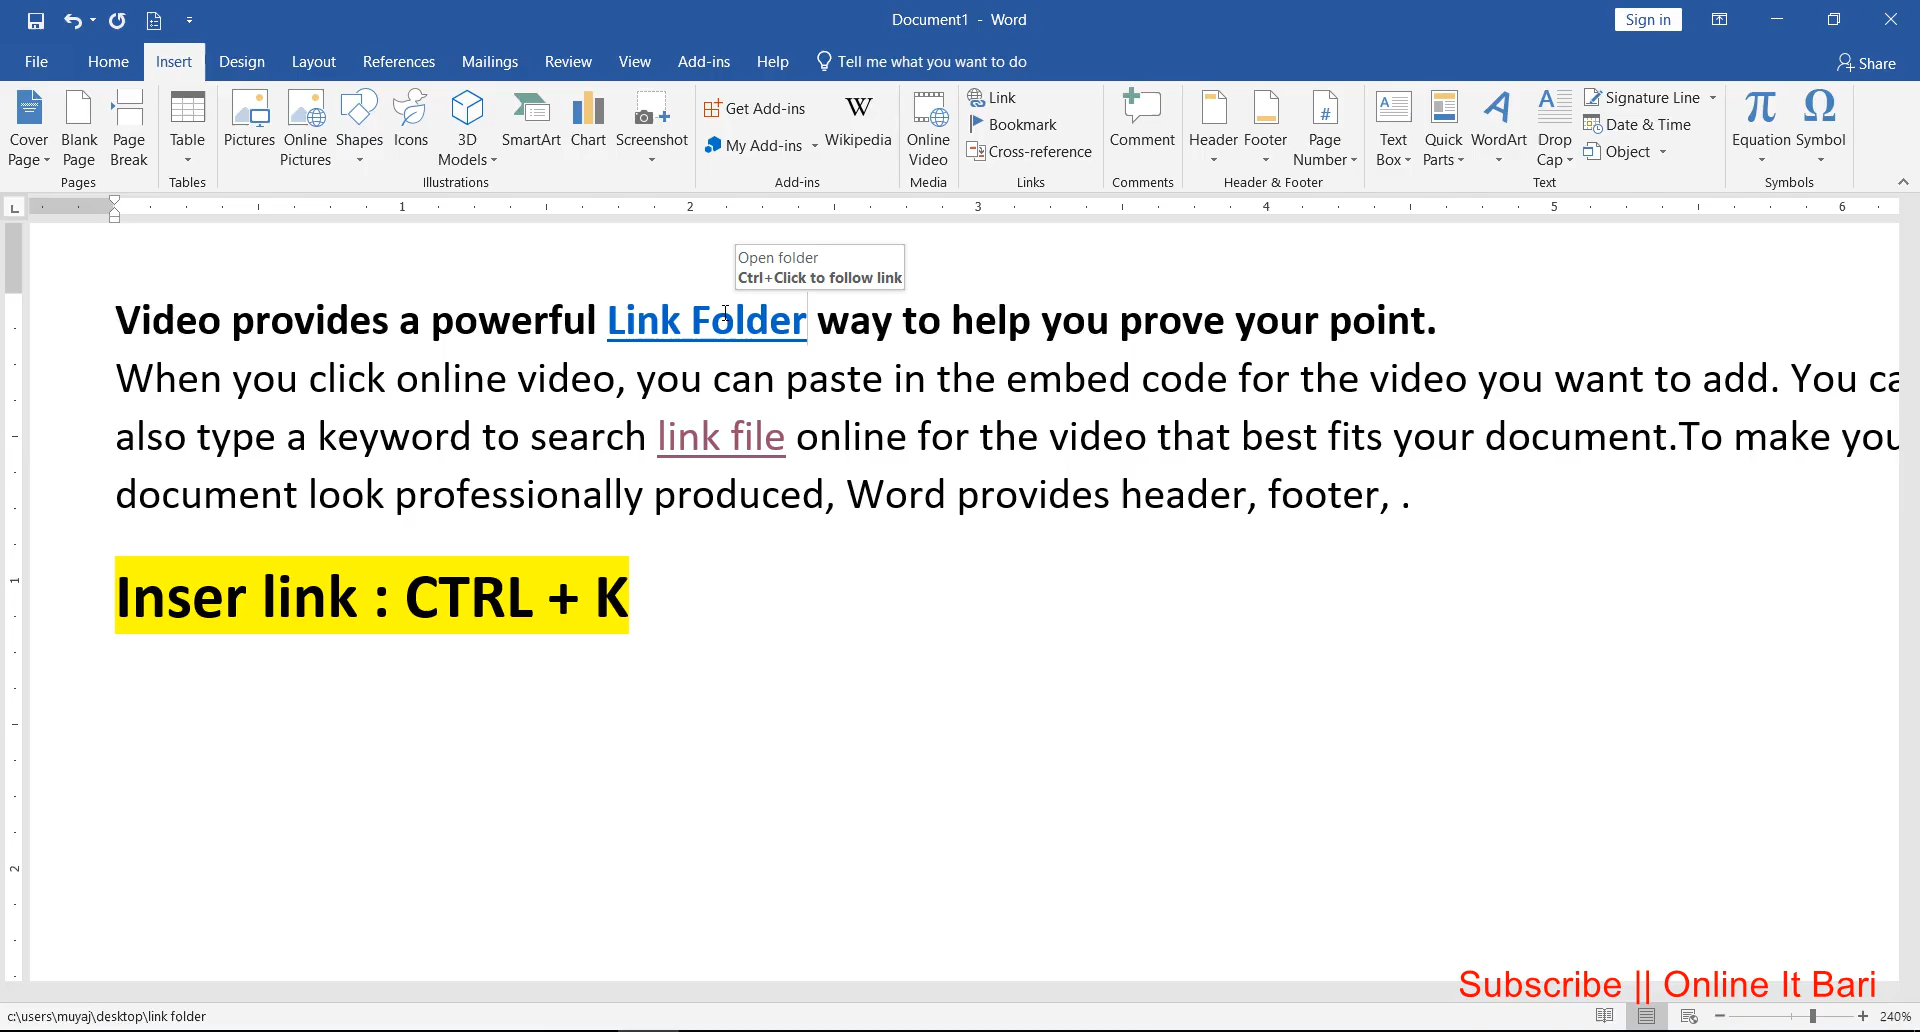 Document1 - Word
Sign in
File Home Insert Design Layout References Mailings Review View Add-ins Help Tell me what you want to do
Share
Cover Page
Blank Page
Page Break
Pages
Table
Tables
Pictures
Online Pictures
Shapes
Icons
3D Models
SmartArt
Chart
Screenshot
Illustrations
Get Add-ins
My Add-ins
W
Wikipedia
Add-ins
Online Video
Media
Link
Bookmark
Cross-reference
Links
Comment
Comments
Header
Footer
Page Number
Header & Footer
Text Box
Quick Parts
WordArt
Drop Cap
Signature Line
Date & Time
Object
Text
Equation
Symbol
Symbols
1 2 3 4 5 6
Open folder
Ctrl+Click to follow link
Video provides a powerful Link Folder way to help you prove your point.
When you click online video, you can paste in the embed code for the video you want to add. You ca
also type a keyword to search link file online for the video that best fits your document.To make you
document look professionally produced, Word provides header, footer, .
Inser link : CTRL + K
1
2
Subscribe || Online It Bari
c:\users\muyaj\desktop\link folder
240%